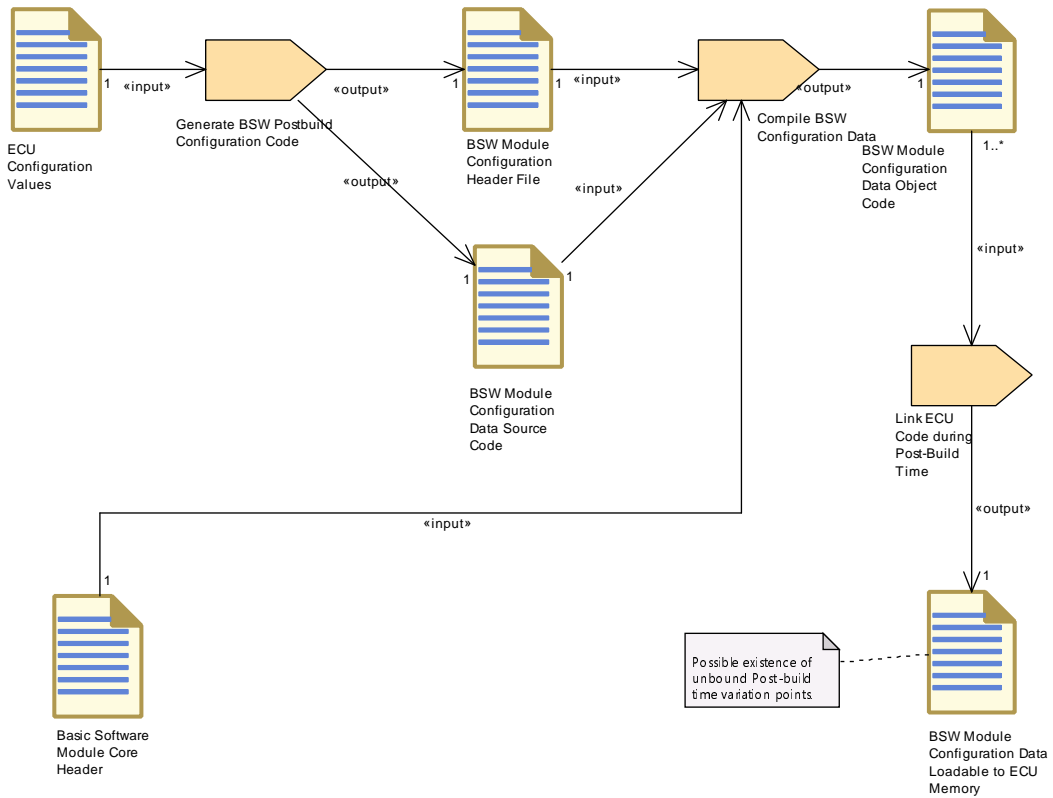 1
«input»
«output»
1
1
«input»
«output»
1
Generate BSW Postbuild
Configuration Code
Compile BSW
Configuration Data
ECU
Configuration
Values
BSW Module
Configuration
Header File
BSW Module
Configuration
Data Object
Code
1..*
«output»
«input»
«input»
1
1
BSW Module
Configuration
Data Source
Code
Link ECU
Code during
Post-Build
Time
«input»
«output»
1
1
Possible existence of
unbound Post-build
time variation points.
Basic Software
Module Core
Header
BSW Module
Configuration Data
Loadable to ECU
Memory